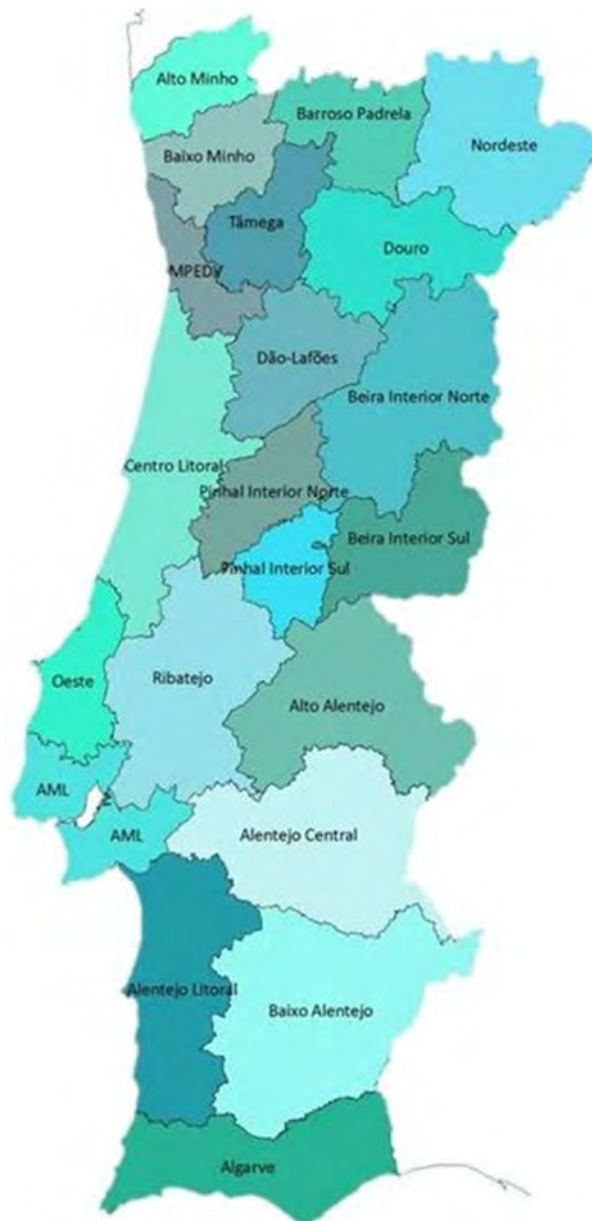 Alto Minho
Barroso Padrela
Nordeste
Baixo Minho
Tâmega
Douro
MPEDV
Dão-Lafões
Beira Interior Norte
Centro Litoral
Pinhal Interior Norte
Beira Interior Sul
Pinhal Interior Sul
Oeste
Ribatejo
Alto Alentejo
AML
AML
Alentejo Central
Alentejo Litoral
Baixo Alentejo
Algarve